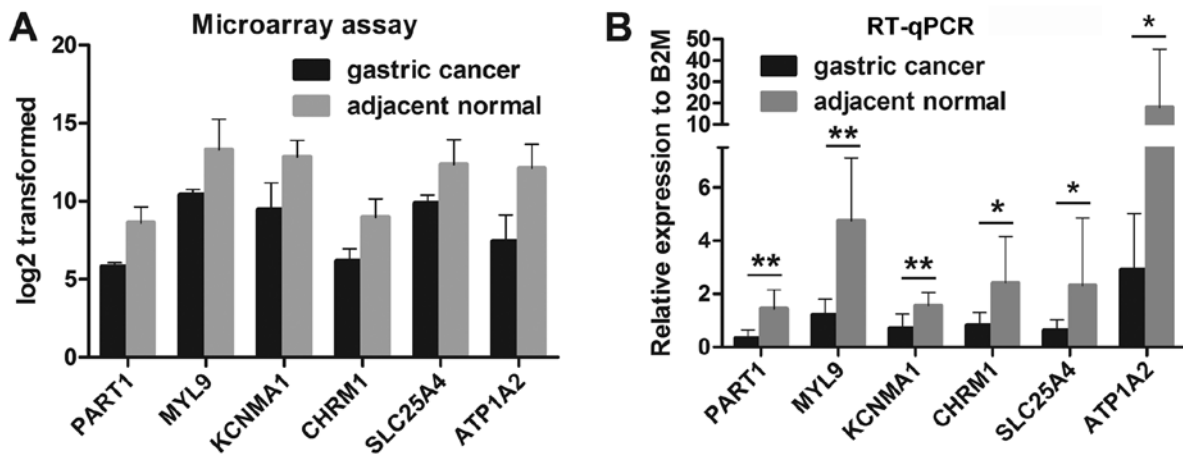 A
Microarray assay
gastric cancer
adjacent normal
log2 transformed
20
15
10
5
0
PART1
MYL9
KCNMA1
CHRM1
SLC25A4
ATP1A2
B
RT-qPCR
gastric cancer
adjacent normal
Relative expression to B2M
50
40
30
20
10
6
4
2
0
**
**
**
*
*
*
PART1
MYL9
KCNMA1
CHRM1
SLC25A4
ATP1A2